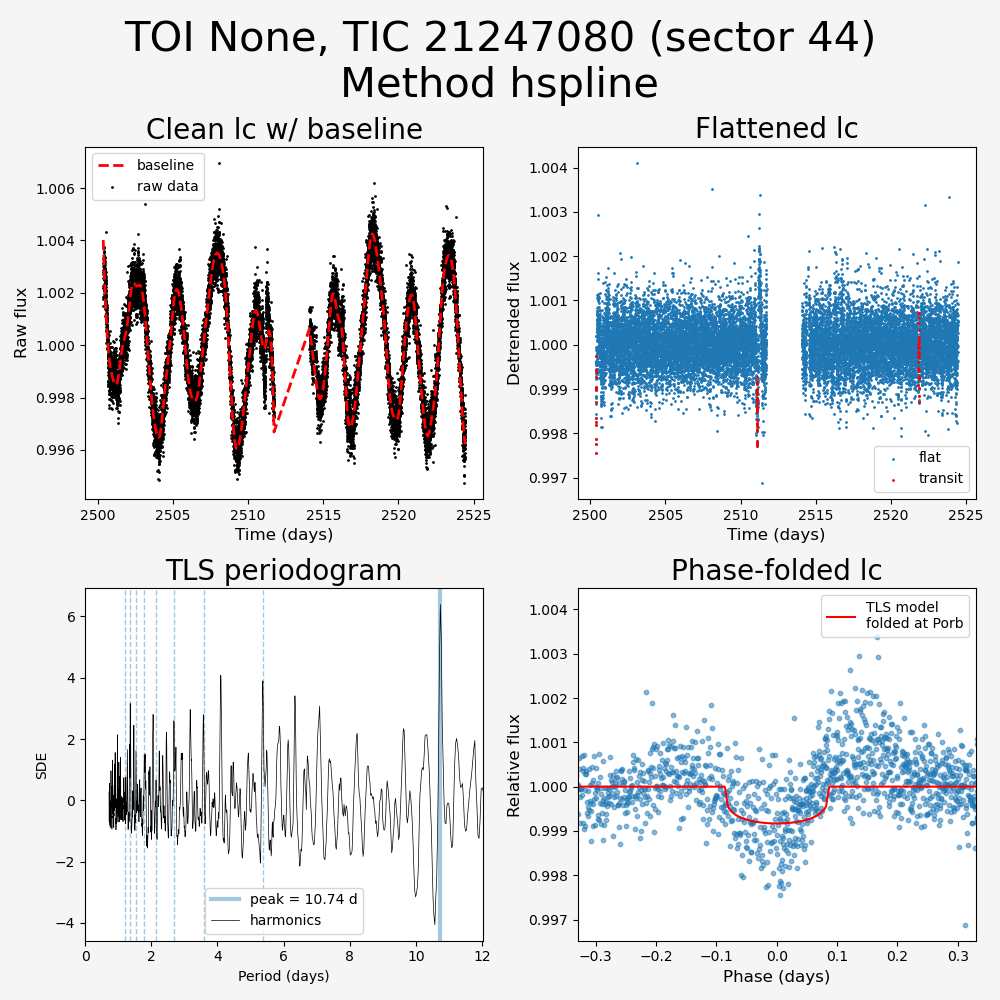 TOI None, TIC 21247080 (sector 44)
Method hspline
Clean lc w/ baseline
baseline
raw data
Raw flux
1.006
1.004
1.002
1.000
0.998
0.996
2500
2505
2510
2515
2520
2525
Time (days)
Flattened lc
Detrended flux
1.004
1.003
1.002
1.001
1.000
0.999
0.998
0.997
flat
transit
2500
2505
2510
2515
2520
2525
Time (days)
TLS periodogram
SDE
6
4
2
0
−2
−4
peak = 10.74 d
harmonics
0
2
4
6
8
10
12
Period (days)
Phase-folded lc
TLS model
folded at Porb
Relative flux
1.004
1.003
1.002
1.001
1.000
0.999
0.998
0.997
−0.3
−0.2
−0.1
0.0
0.1
0.2
0.3
Phase (days)